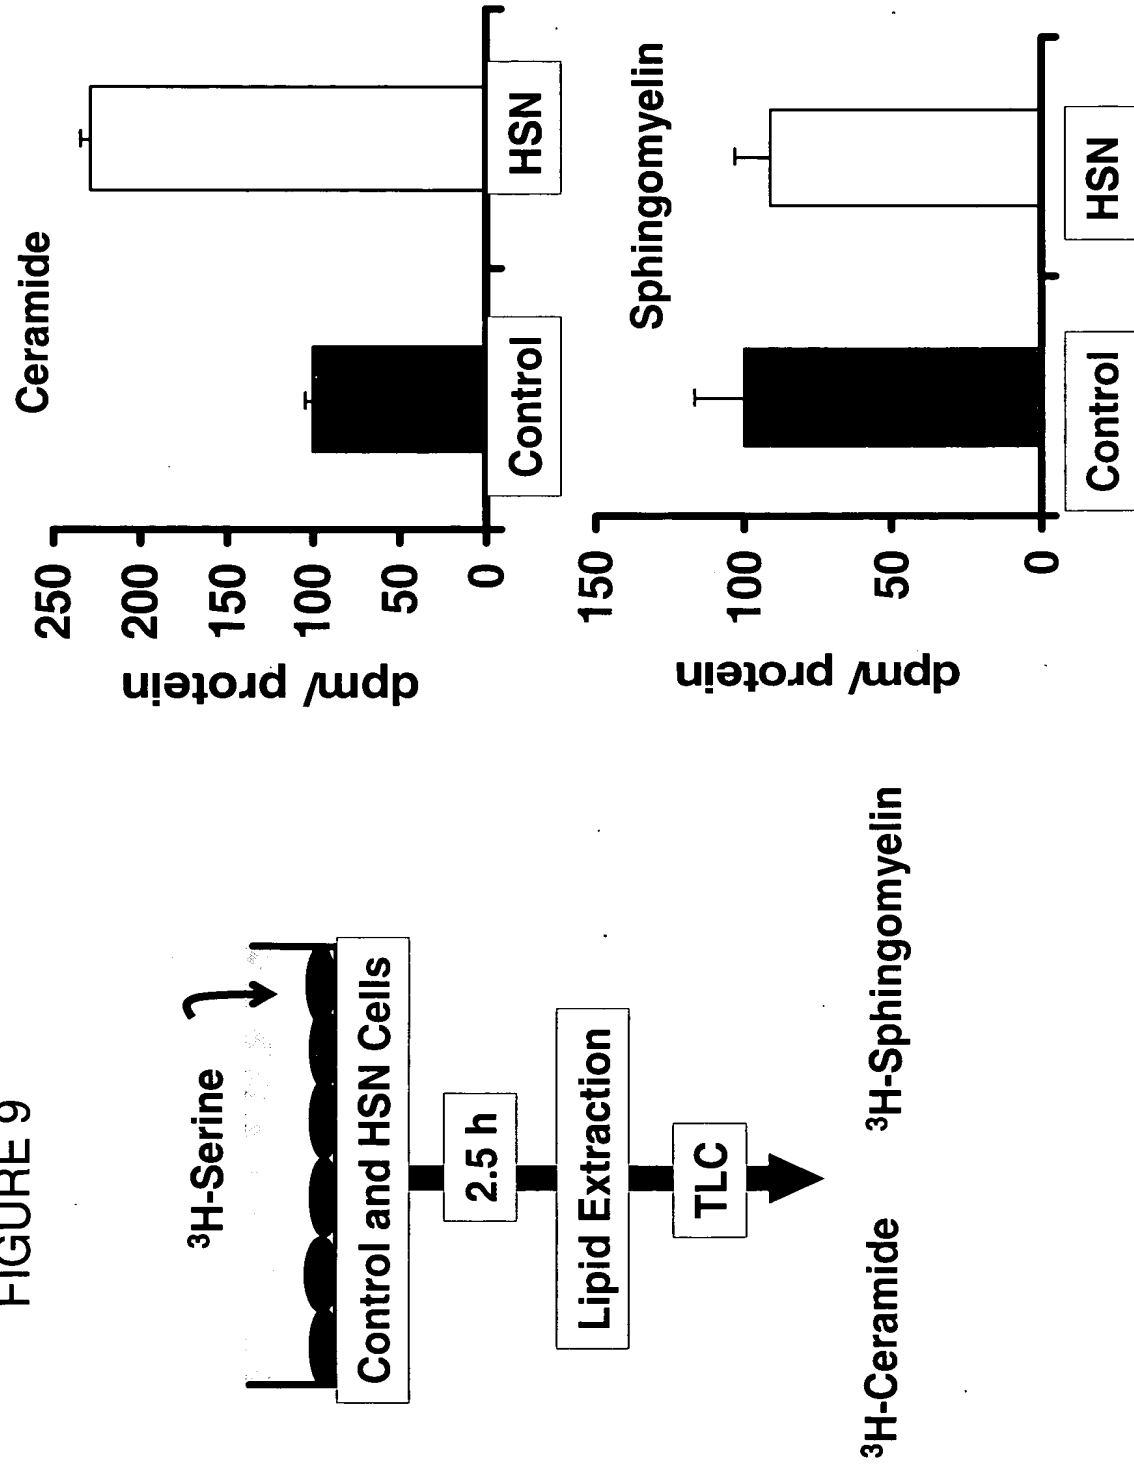 FIGURE 9
³H-Serine
Control and HSN Cells
2.5 h
Lipid Extraction
TLC
³H-Ceramide
³H-Sphingomyelin
Ceramide
dpm/ protein
250
200
150
100
50
0
Control
HSN
Sphingomyelin
dpm/ protein
150
100
50
0
Control
HSN